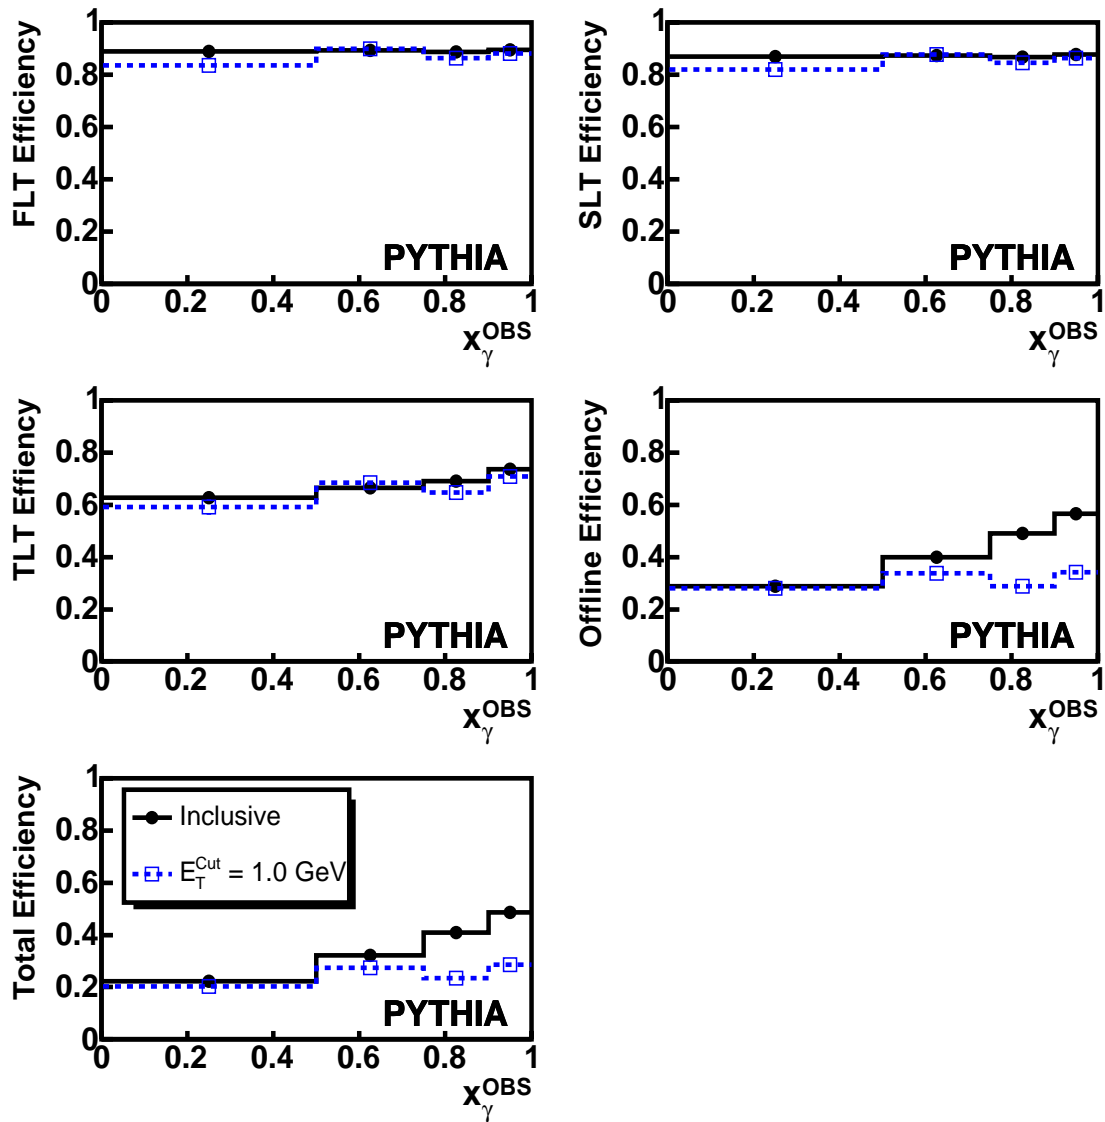 FLT Efficiency
1
0.8
0.6
0.4
0.2
0
PYTHIA
0 0.2 0.4 0.6 0.8 1
xγ^OBS
SLT Efficiency
1
0.8
0.6
0.4
0.2
0
PYTHIA
0 0.2 0.4 0.6 0.8 1
xγ^OBS
TLT Effiency
1
0.8
0.6
0.4
0.2
0
PYTHIA
0 0.2 0.4 0.6 0.8 1
xγ^OBS
Offline Efficiency
1
0.8
0.6
0.4
0.2
0
PYTHIA
0 0.2 0.4 0.6 0.8 1
xγ^OBS
Total Efficiency
1
0.8
0.6
0.4
0.2
0
Inclusive
E_T^Cut = 1.0 GeV
PYTHIA
0 0.2 0.4 0.6 0.8 1
xγ^OBS